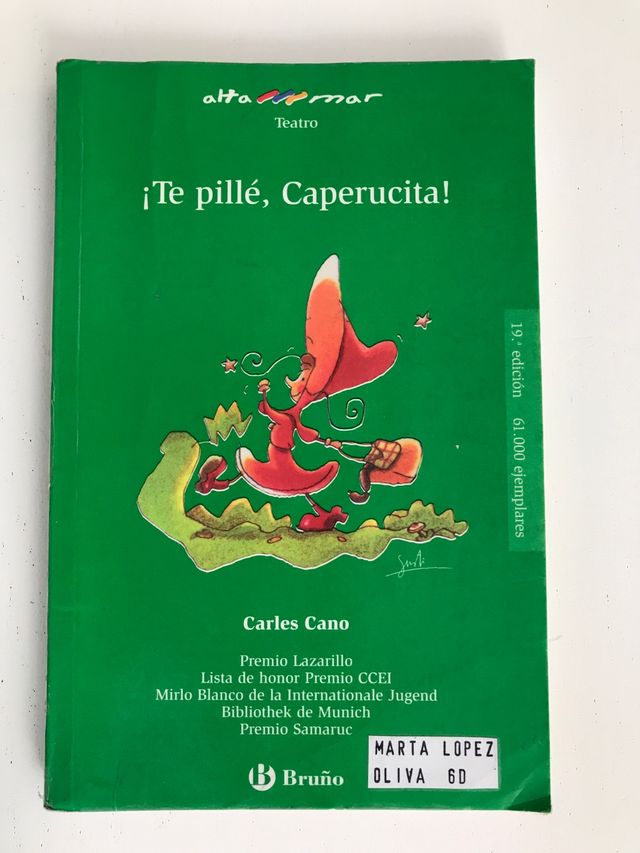 alta mar
Teatro
¡Te pillé, Caperucita!
19.ª edición 61.000 ejemplares
Gusti
Carles Cano
Premio Lazarillo
Lista de honor Premio CCEI
Mirlo Blanco de la Internationale Jugend
Bibliothek de Munich
Premio Samaruc
B Bruño
MARTA LOPEZ
OLIVA 6D